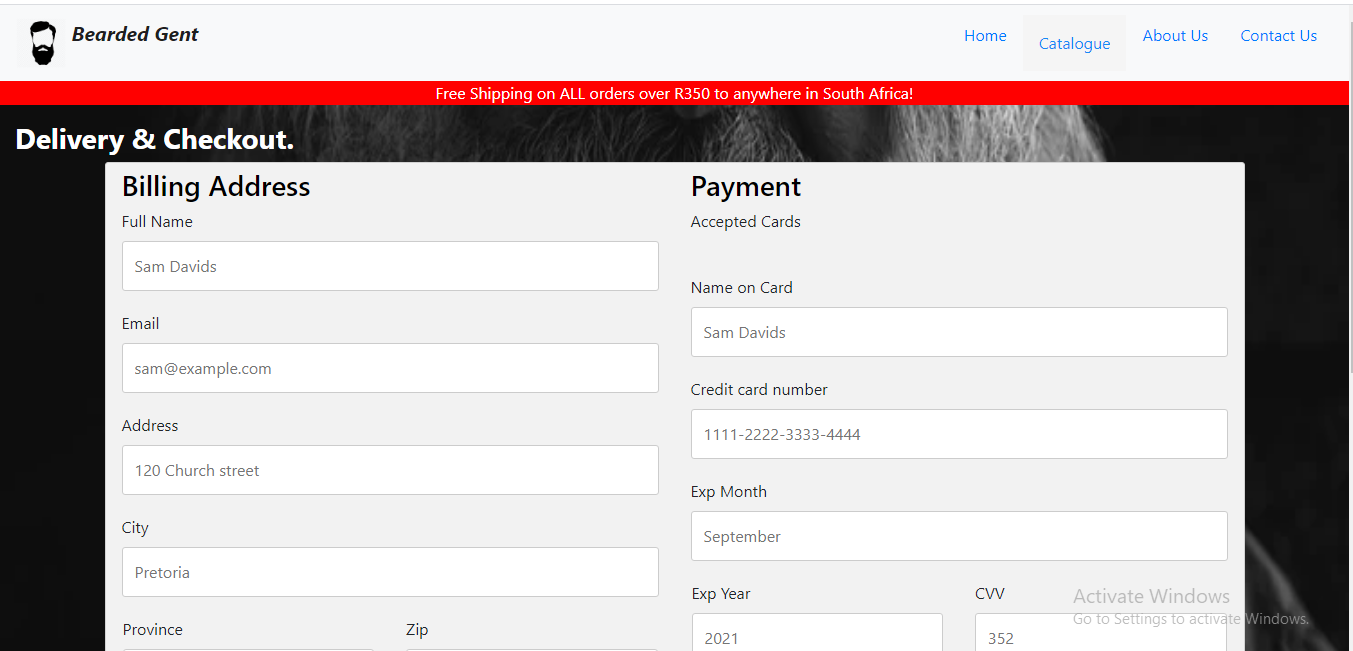 Bearded Gent
Home Catalogue About Us Contact Us
Free Shipping on ALL orders over R350 to anywhere in South Africa!
Delivery & Checkout.
Billing Address
Full Name
Sam Davids
Email
sam@example.com
Address
120 Church street
City
Pretoria
Province Zip
Payment
Accepted Cards
Name on Card
Sam Davids
Credit card number
1111-2222-3333-4444
Exp Month
September
Exp Year CVV
2021 352
Activate Windows
Go to Settings to activate Windows.